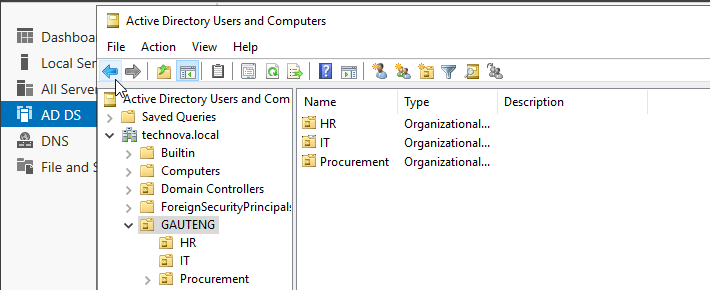 Active Directory Users and Computers
File Action View Help
Dashboa
Local Ser
All Server
AD DS
DNS
File and S
Active Directory Users and Com
Saved Queries
technova.local
Builtin
Computers
Domain Controllers
ForeignSecurityPrincipals
GAUTENG
HR
IT
Procurement
Name Type Description
HR Organizational...
IT Organizational...
Procurement Organizational...